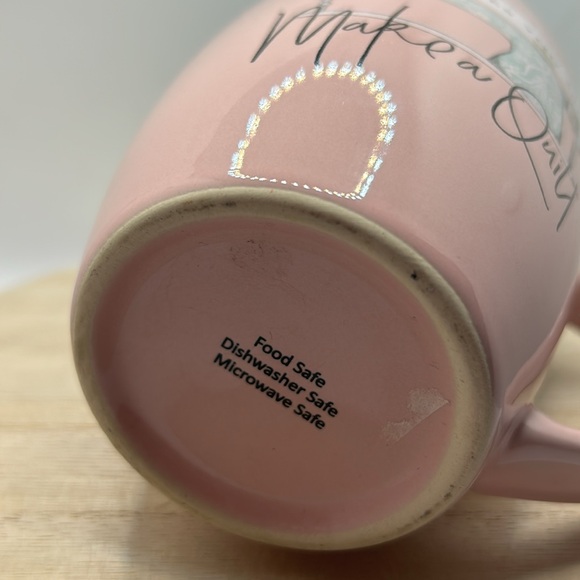 Make a Quilt
Food Safe
Dishwasher Safe
Microwave Safe